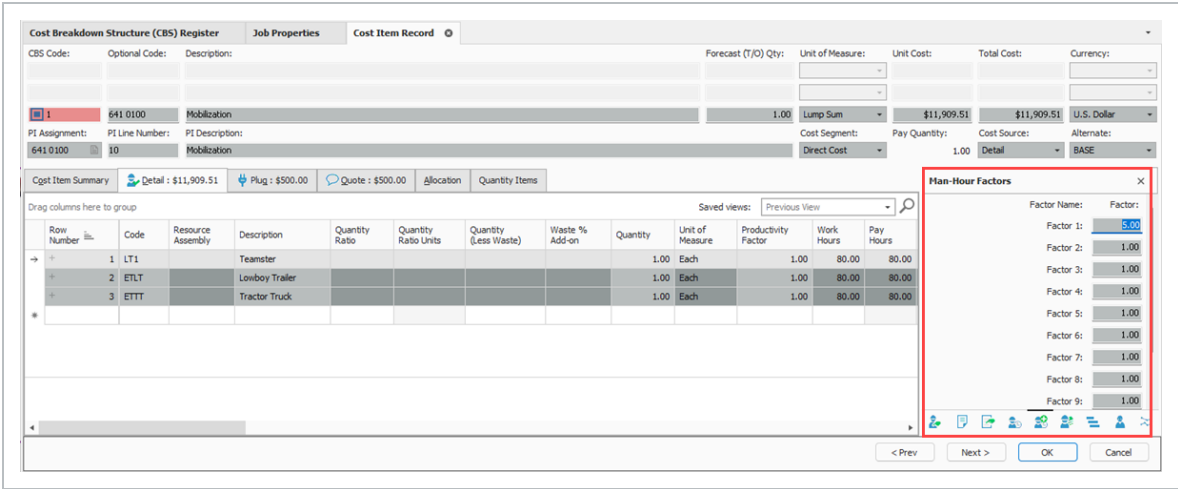 Cost Breakdown Structure (CBS) Register Job Properties Cost Item Record
CBS Code: Optional Code: Description: Forecast (T/O) Qty: Unit of Measure: Unit Cost: Total Cost: Currency:
1 641 0100 Mobilization 1.00 Lump Sum $11,909.51 $11,909.51 U.S. Dollar
PI Assignment: PI Line Number: PI Description: Cost Segment: Pay Quantity: Cost Source: Alternate:
641 0100 10 Mobilization Direct Cost 1.00 Detail BASE
Cost Item Summary Detail : $11,909.51 Plug : $500.00 Quote : $500.00 Allocation Quantity Items
Drag columns here to group Saved views: Previous View
Row Number Code Resource Assembly Description Quantity Ratio Quantity Ratio Units Quantity (Less Waste) Waste % Add-on Quantity Unit of Measure Productivity Factor Work Hours Pay Hours
1 LT1 Teamster 1.00 Each 1.00 80.00 80.00
2 ETLT Lowboy Trailer 1.00 Each 1.00 80.00 80.00
3 ETTT Tractor Truck 1.00 Each 1.00 80.00 80.00
Man-Hour Factors
Factor Name: Factor:
Factor 1: 5.00
Factor 2: 1.00
Factor 3: 1.00
Factor 4: 1.00
Factor 5: 1.00
Factor 6: 1.00
Factor 7: 1.00
Factor 8: 1.00
Factor 9: 1.00
< Prev Next > OK Cancel